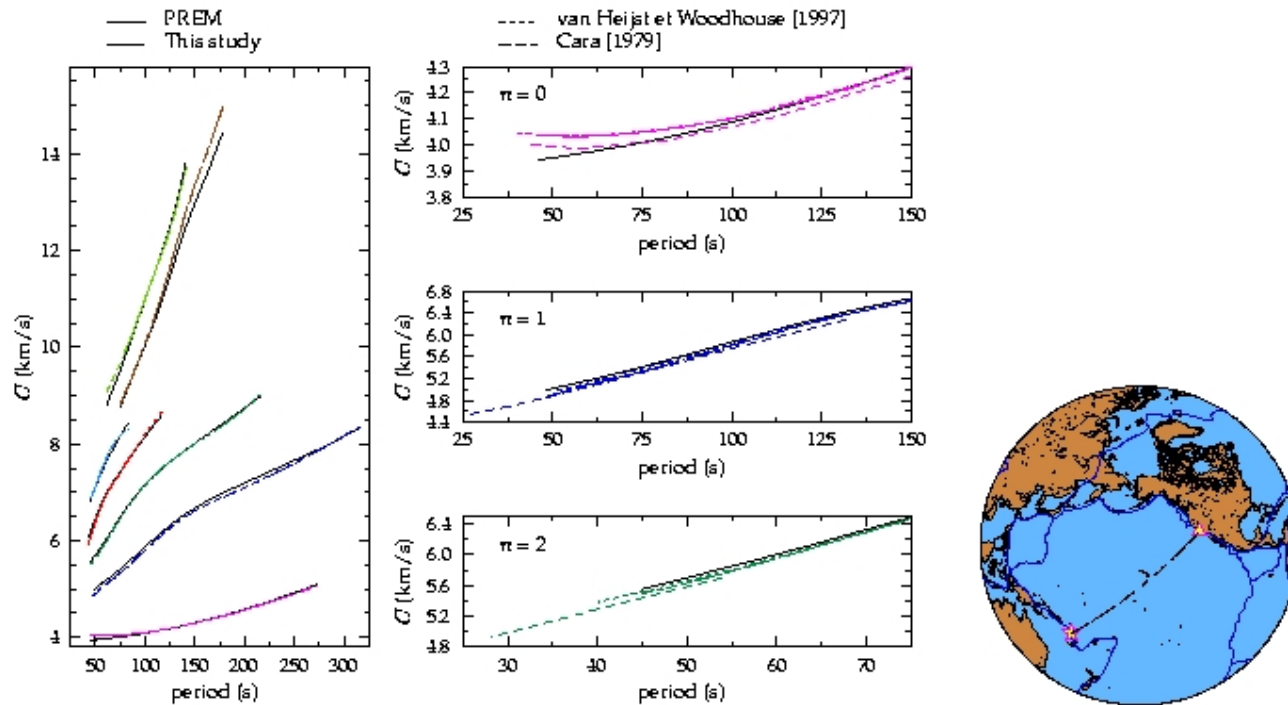 PREM
This study
van Heijst et Woodhouse [1997]
Cara [1979]
14
12
10
8
6
4
C (km/s)
50 100 150 200 250 300
period (s)
n = 0
4.3
4.2
4.1
4.0
3.9
3.8
C (km/s)
25 50 75 100 125 150
period (s)
n = 1
6.8
6.4
6.0
5.6
5.2
4.8
4.4
C (km/s)
25 50 75 100 125 150
period (s)
n = 2
6.4
6.0
5.6
5.2
4.8
C (km/s)
30 40 50 60 70
period (s)